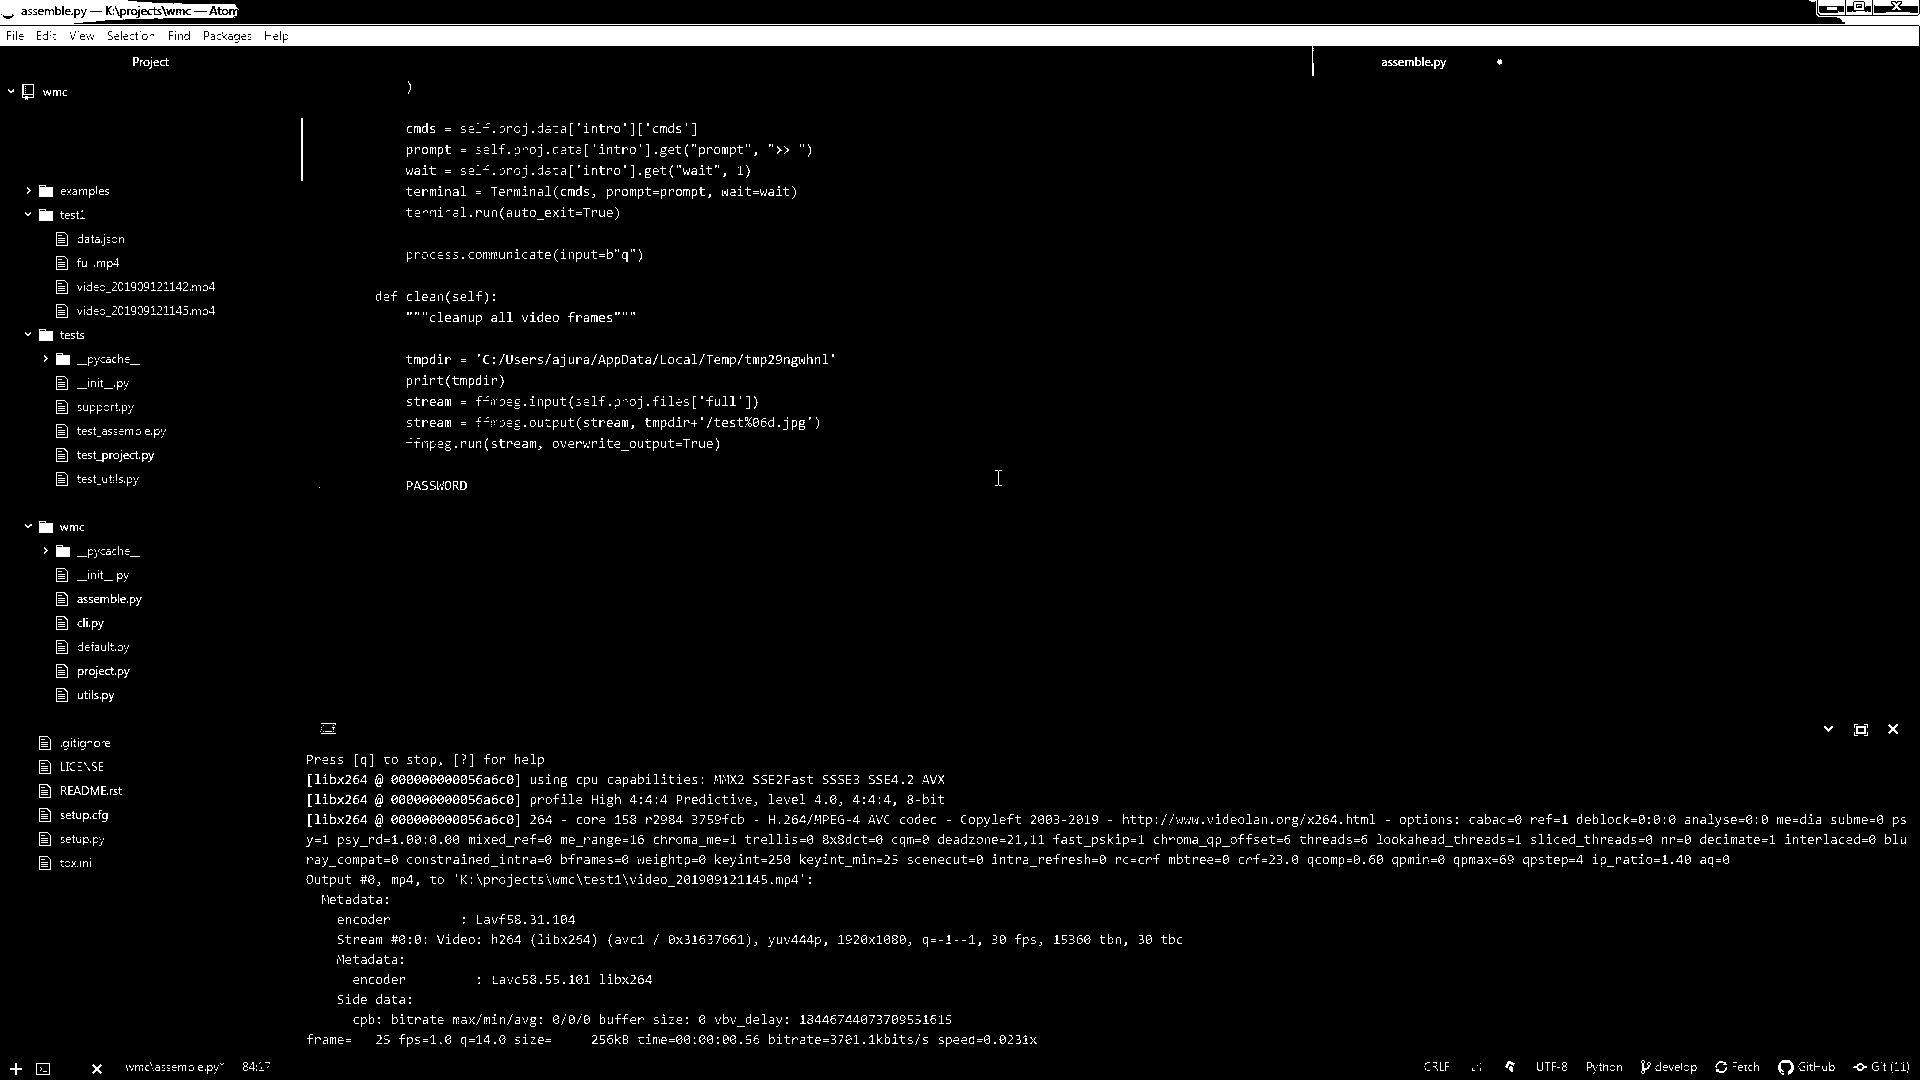 assemble.py — K:\projects\wmc — Atom
File Edit View Selection Find Packages Help
Project
assemble.py
wmc
examples
test1
data.json
full.mp4
video_201909121142.mp4
video_201909121145.mp4
tests
__pycache__
__init__.py
support.py
test_assemble.py
test_project.py
test_utils.py
wmc
__pycache__
__init__.py
assemble.py
cli.py
default.py
project.py
utils.py
.gitignore
LICENSE
README.rst
setup.cfg
setup.py
tox.ini
)
cmds = self.proj.data['intro']['cmds']
prompt = self.proj.data['intro'].get("prompt", ">> ")
wait = self.proj.data['intro'].get("wait", 1)
terminal = Terminal(cmds, prompt=prompt, wait=wait)
terminal.run(auto_exit=True)
process.communicate(input=b"q")
def clean(self):
"""cleanup all video frames"""
tmpdir = 'C:/Users/ajura/AppData/Local/Temp/tmp29ngwhnl'
print(tmpdir)
stream = ffmpeg.input(self.proj.files['full'])
stream = ffmpeg.output(stream, tmpdir+'/test%06d.jpg')
ffmpeg.run(stream, overwrite_output=True)
PASSWORD
Press [q] to stop, [?] for help
[libx264 @ 000000000056a6c0] using cpu capabilities: MMX2 SSE2Fast SSSE3 SSE4.2 AVX
[libx264 @ 000000000056a6c0] profile High 4:4:4 Predictive, level 4.0, 4:4:4, 8-bit
[libx264 @ 000000000056a6c0] 264 - core 158 r2984 3759fcb - H.264/MPEG-4 AVC codec - Copyleft 2003-2019 - http://www.videolan.org/x264.html - options: cabac=0 ref=1 deblock=0:0:0 analyse=0:0 me=dia subme=0 ps
y=1 psy_rd=1.00:0.00 mixed_ref=0 me_range=16 chroma_me=1 trellis=0 8x8dct=0 cqm=0 deadzone=21,11 fast_pskip=1 chroma_qp_offset=6 threads=6 lookahead_threads=1 sliced_threads=0 nr=0 decimate=1 interlaced=0 blu
ray_compat=0 constrained_intra=0 bframes=0 weightp=0 keyint=250 keyint_min=25 scenecut=0 intra_refresh=0 rc=crf mbtree=0 crf=23.0 qcomp=0.60 qpmin=0 qpmax=69 qpstep=4 ip_ratio=1.40 aq=0
Output #0, mp4, to 'K:\projects\wmc\test1\video_201909121145.mp4':
Metadata:
encoder : Lavf58.31.104
Stream #0:0: Video: h264 (libx264) (avc1 / 0x31637661), yuv444p, 1920x1080, q=-1--1, 30 fps, 15360 tbn, 30 tbc
Metadata:
encoder : Lavc58.55.101 libx264
Side data:
cpb: bitrate max/min/avg: 0/0/0 buffer size: 0 vbv_delay: 18446744073709551615
frame= 25 fps=1.0 q=14.0 size= 256kB time=00:00:00.56 bitrate=3701.1kbits/s speed=0.0231x
wmc\assemble.py* 84:17 CRLF UTF-8 Python develop Fetch GitHub Git (11)